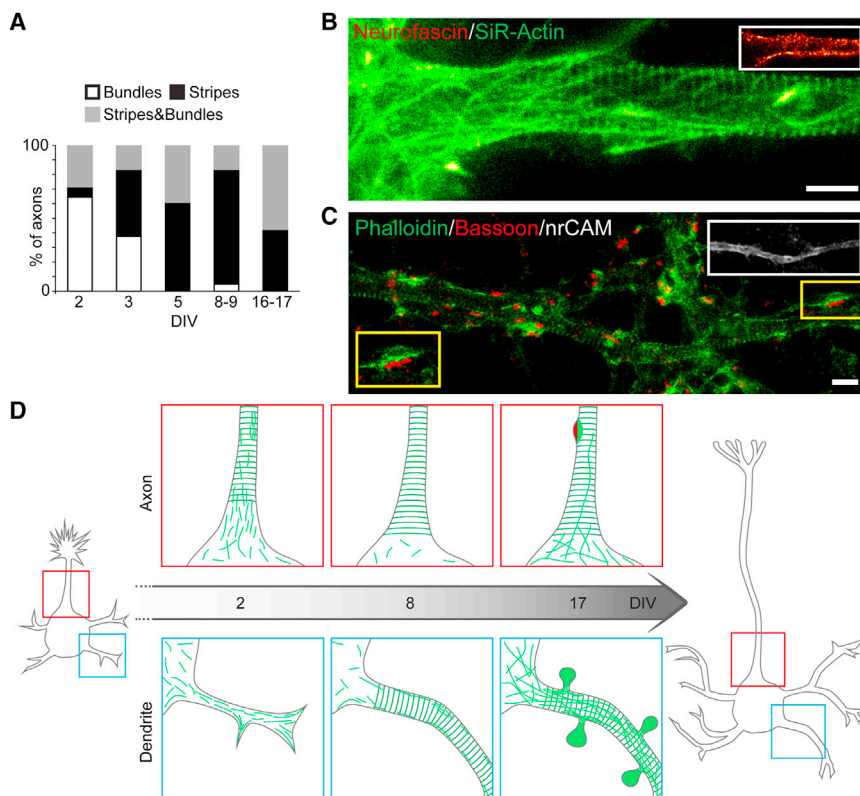 A
Bundles Stripes
Stripes&Bundles
100
% of axons
0
2 3 5 8-9 16-17
DIV
B
Neurofascin/SiR-Actin
C
Phalloidin/Bassoon/nrCAM
D
Axon
2 8 17 DIV
Dendrite